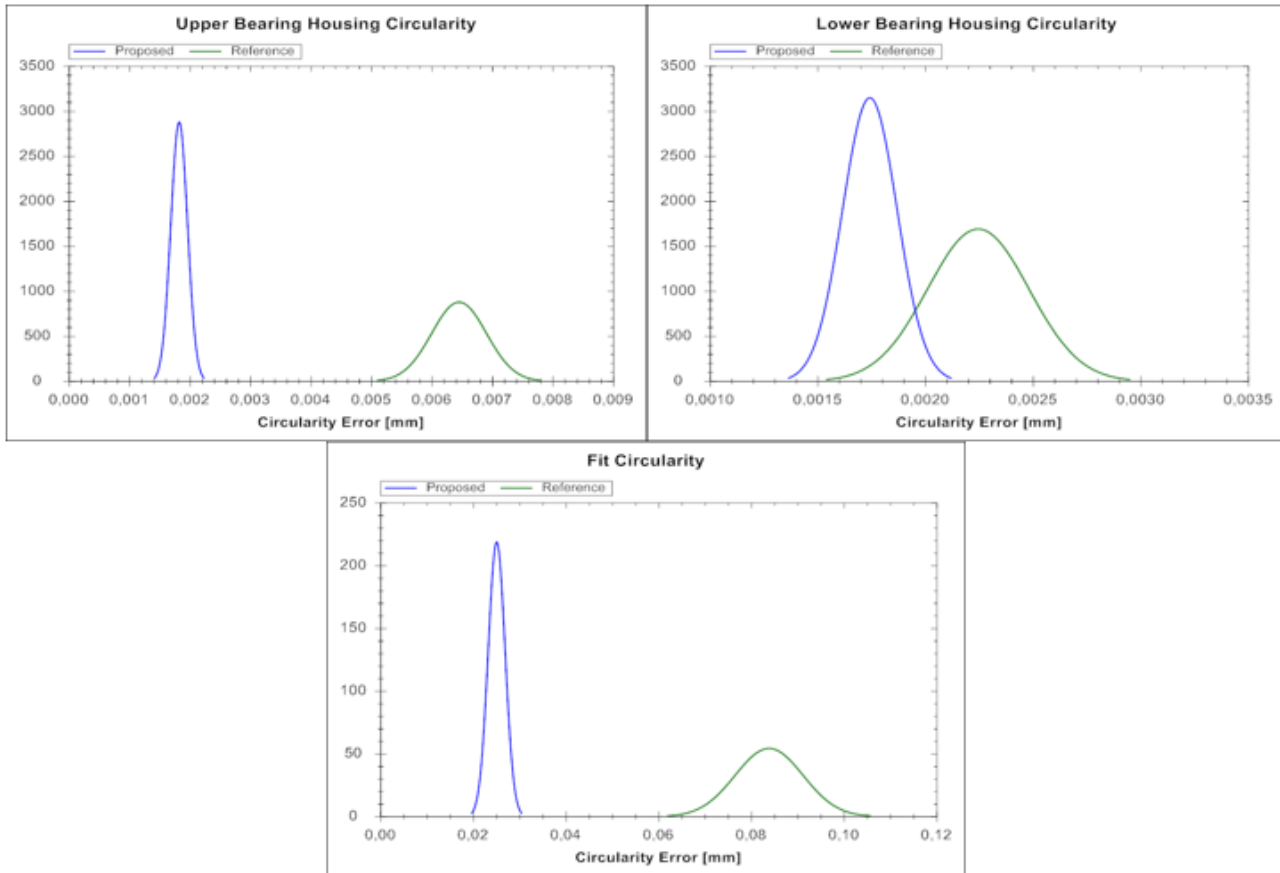 Upper Bearing Housing Circularity
Proposed Reference
3500
3000
2500
2000
1500
1000
500
0
0,000 0,001 0,002 0,003 0,004 0,005 0,006 0,007 0,008 0,009
Circularity Error [mm]
Lower Bearing Housing Circularity
Proposed Reference
3500
3000
2500
2000
1500
1000
500
0
0,0010 0,0015 0,0020 0,0025 0,0030 0,0035
Circularity Error [mm]
Fit Circularity
Proposed Reference
250
200
150
100
50
0
0,00 0,02 0,04 0,06 0,08 0,10 0,12
Circularity Error [mm]